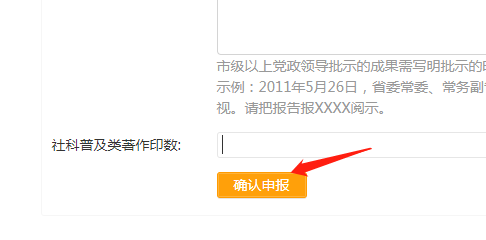 市级以上党政领导批示的成果需写明批示的
示例：2011年5月26日，省委常委、常务副
视。请把报告报XXXX阅示。
社科普及类著作印数:
确认申报